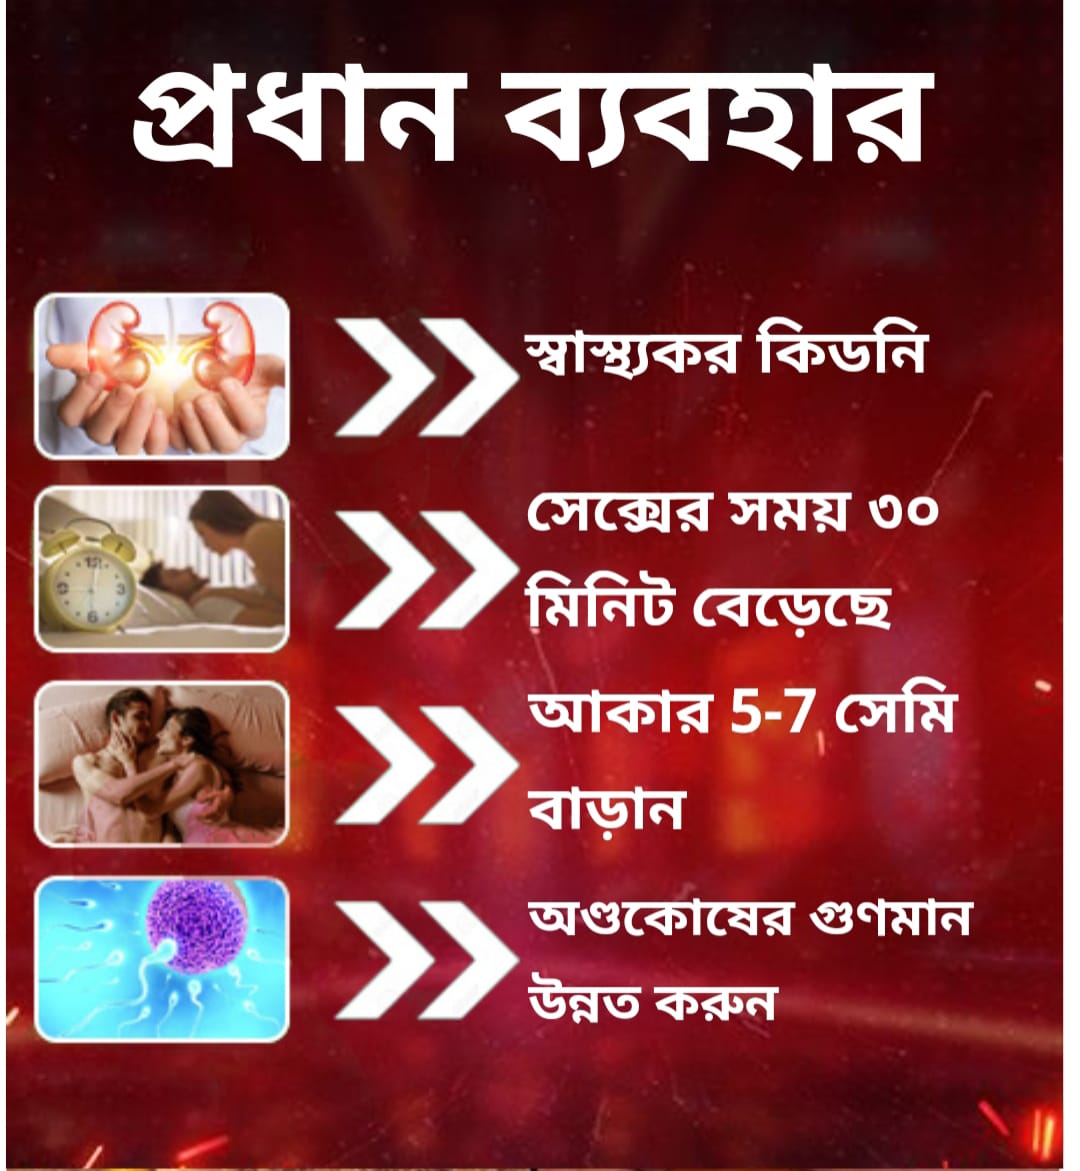 প্রধান ব্যবহার
স্বাস্থ্যকর কিডনি
সেক্সের সময় ৩০
মিনিট বেড়েছে
আকার 5-7 সেমি
বাড়ান
অণ্ডকোষের গুণমান
উন্নত করুন